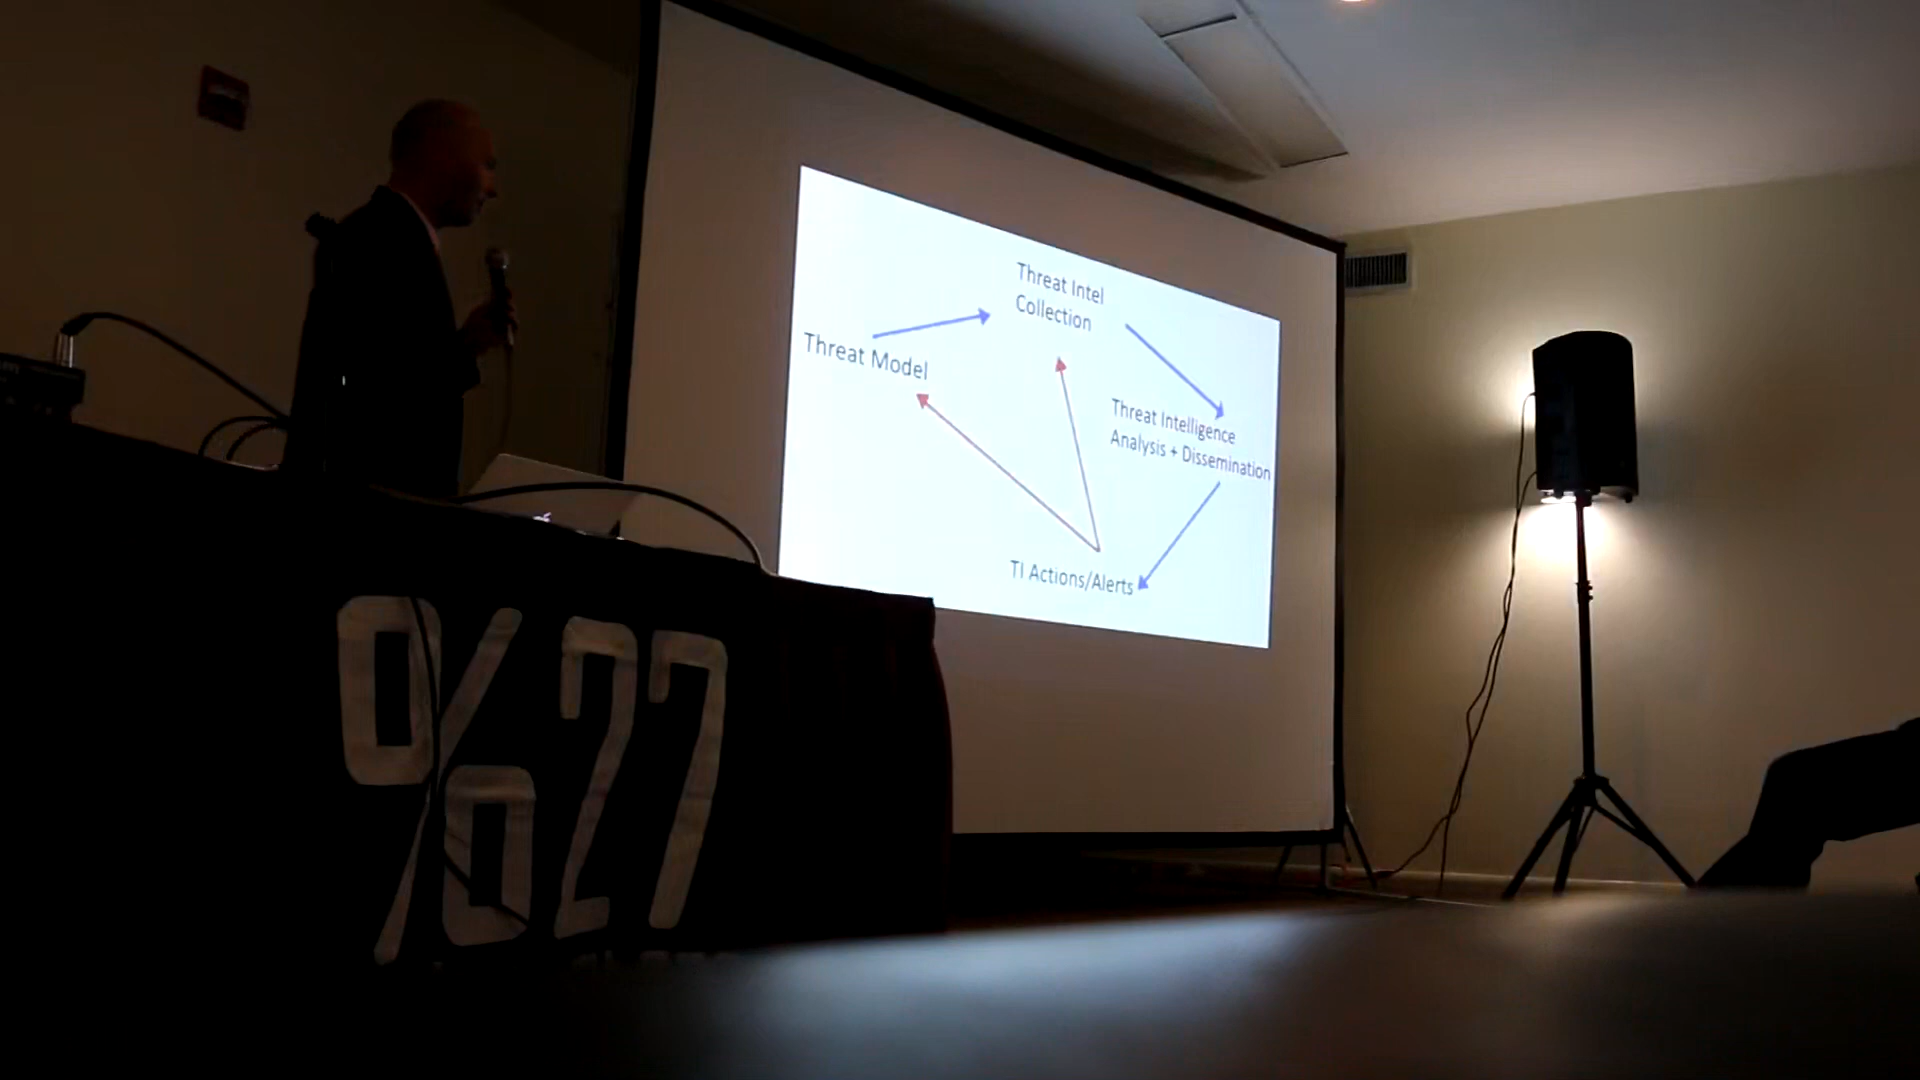 Threat Intel
Collection
Threat Model
Threat Intelligence
Analysis + Dissemination
TI Actions/Alerts
%27